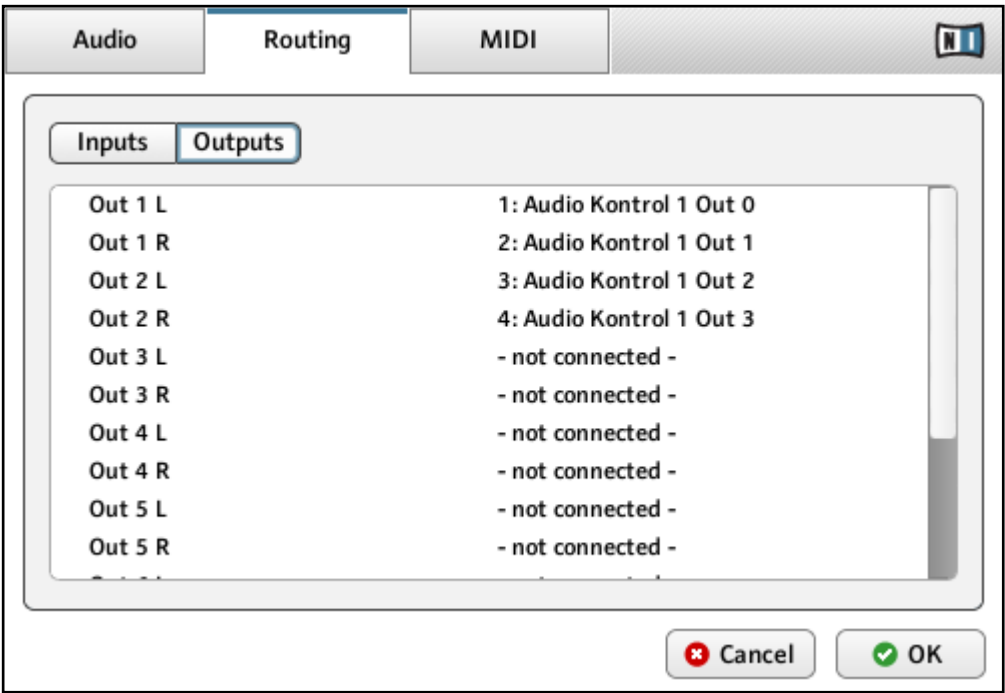 Audio Routing MIDI NI
Inputs Outputs
Out 1 L 1: Audio Kontrol 1 Out 0
Out 1 R 2: Audio Kontrol 1 Out 1
Out 2 L 3: Audio Kontrol 1 Out 2
Out 2 R 4: Audio Kontrol 1 Out 3
Out 3 L - not connected -
Out 3 R - not connected -
Out 4 L - not connected -
Out 4 R - not connected -
Out 5 L - not connected -
Out 5 R - not connected -
Cancel OK